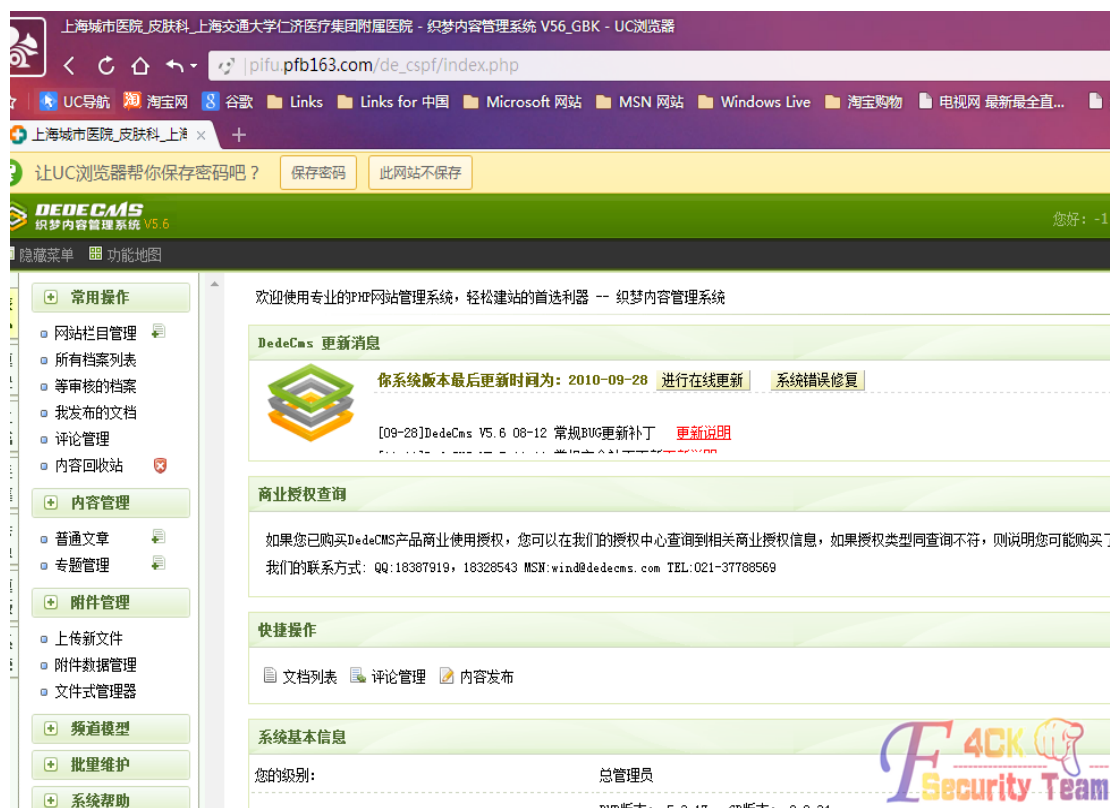 上海城市医院_皮肤科_上海交通大学仁济医疗集团附属医院 - 织梦内容管理系统 V56_GBK - UC浏览器
pifu.pfb163.com/de_cspf/index.php
UC导航 淘宝网 谷歌 Links Links for 中国 Microsoft 网站 MSN 网站 Windows Live 淘宝购物 电视网 最新最全直...
上海城市医院_皮肤科_上海
让UC浏览器帮你保存密码吧？ 保存密码 此网站不保存
DEDECMS
织梦内容管理系统 V5.6
您好：-1
隐藏菜单 功能地图
常用操作
网站栏目管理
所有档案列表
等审核的档案
我发布的文档
评论管理
内容回收站
内容管理
普通文章
专题管理
附件管理
上传新文件
附件数据管理
文件式管理器
频道模型
批量维护
系统帮助
欢迎使用专业的PHP网站管理系统，轻松建站的首选利器 -- 织梦内容管理系统
DedeCms 更新消息
你系统版本最后更新时间为：2010-09-28 进行在线更新 系统错误修复
[09-28]DedeCms V5.6 08-12 常规BUG更新补丁 更新说明
商业授权查询
如果您已购买DedeCMS产品商业使用授权，您可以在我们的授权中心查询到相关商业授权信息，如果授权类型同查询不符，则说明您可能购买了
我们的联系方式：QQ:18387919，18328543 MSN:wind@dedecms.com TEL:021-37788569
快捷操作
文档列表 评论管理 内容发布
系统基本信息
您的级别： 总管理员
F4CK
Security Team